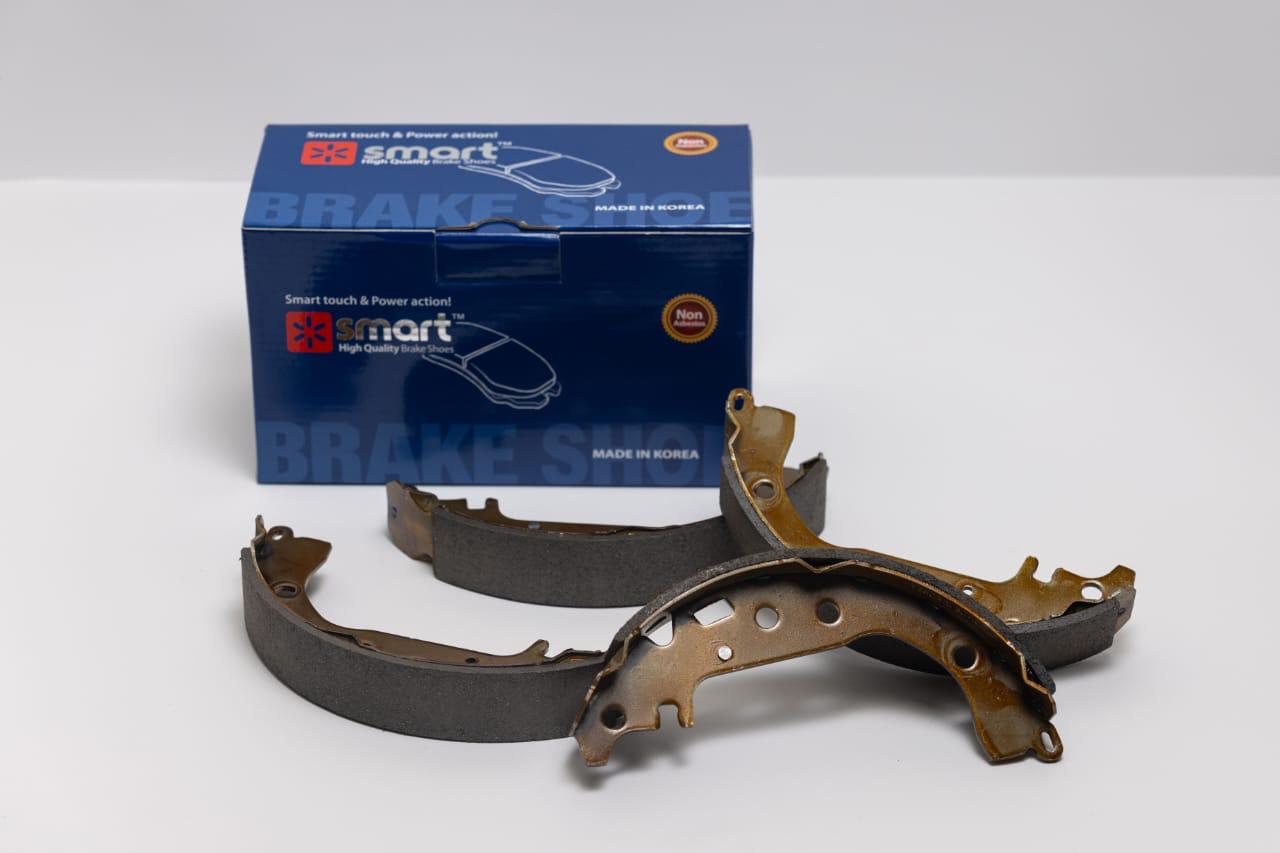 Smart touch & Power action!
smart™
High Quality Brake Shoes
Non
Asbestos
BRAKE SHOE
MADE IN KOREA
Smart touch & Power action!
smart™
High Quality Brake Shoes
Non
Asbestos
BRAKE SHOE
MADE IN KOREA